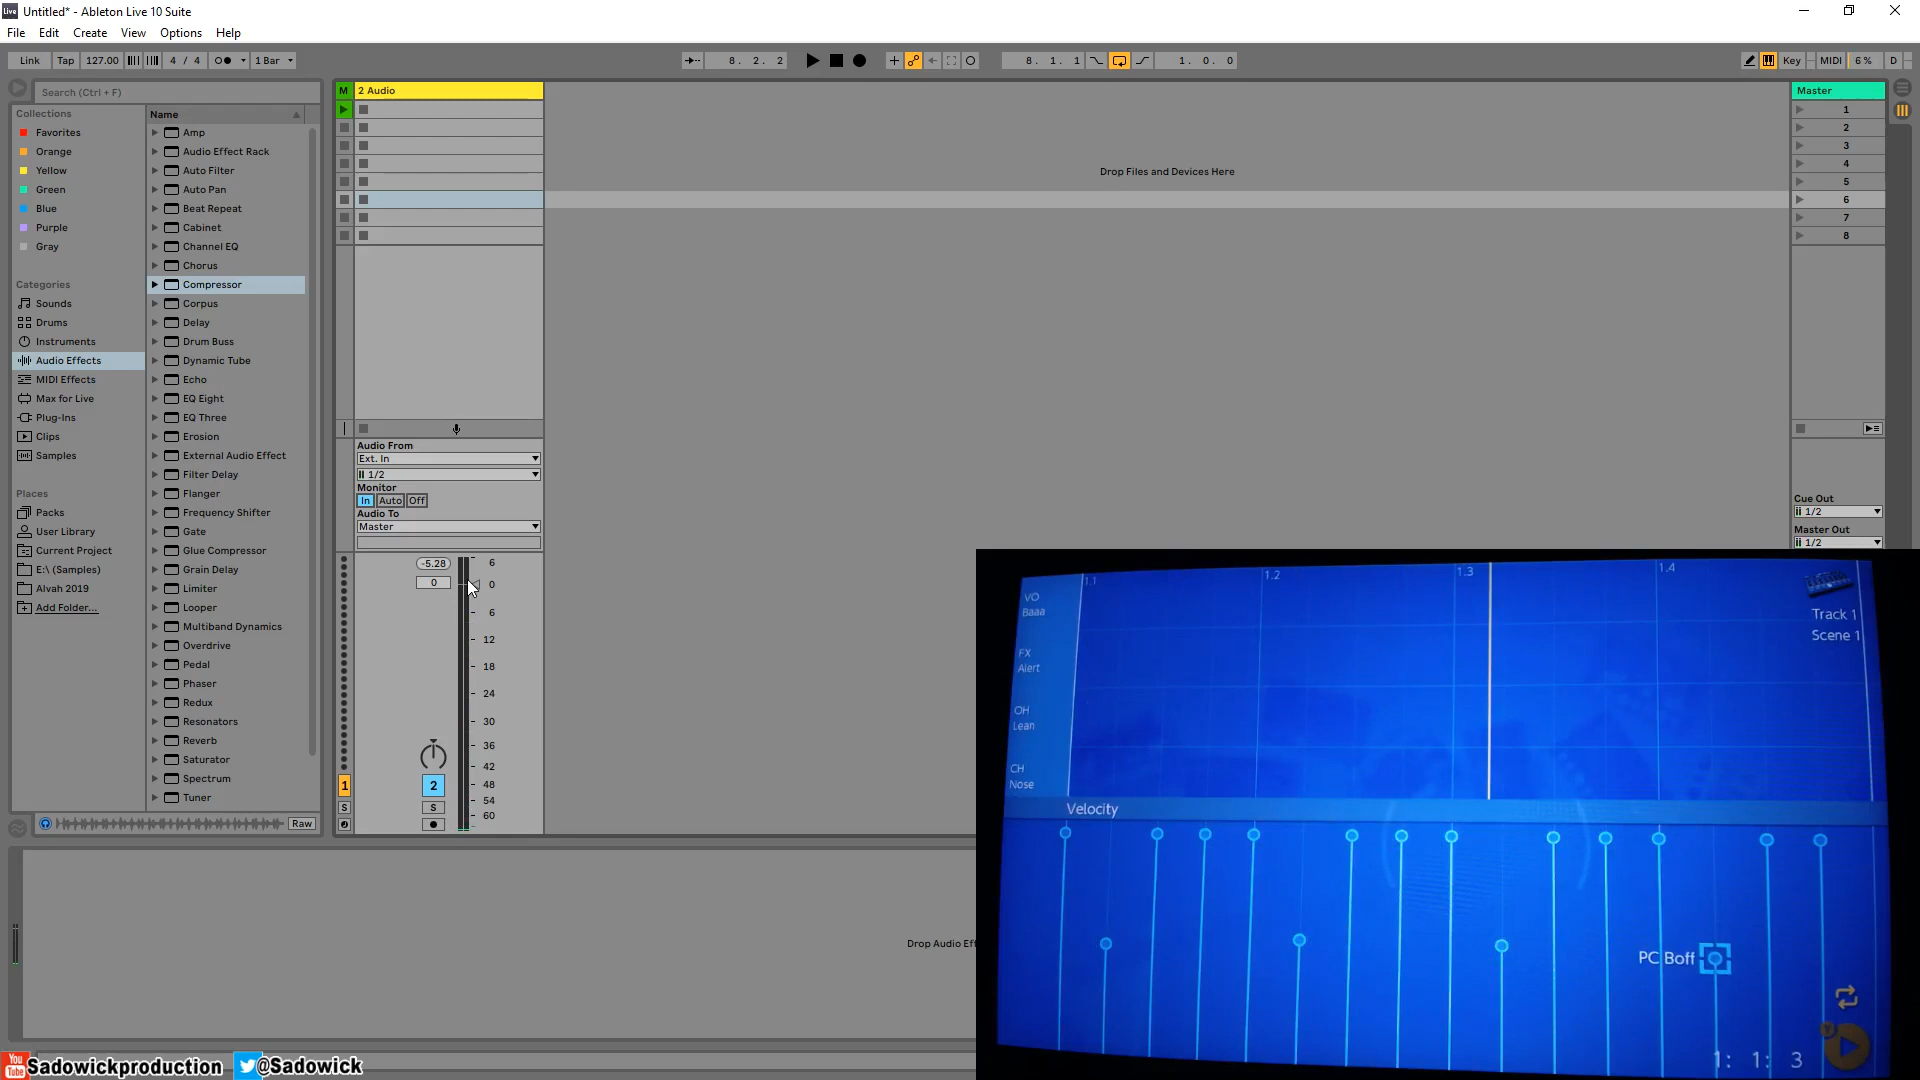 Live Untitled* - Ableton Live 10 Suite
File Edit Create View Options Help
Link Tap 127.00 4 / 4 1 Bar 8. 2. 2 8. 1. 1 1. 0. 0 Key MIDI 6 % D
Search (Ctrl + F)
Collections
Favorites
Orange
Yellow
Green
Blue
Purple
Gray
Categories
Sounds
Drums
Instruments
Audio Effects
MIDI Effects
Max for Live
Plug-Ins
Clips
Samples
Places
Packs
User Library
Current Project
E:\ (Samples)
Alvah 2019
Add Folder...
Name
Amp
Audio Effect Rack
Auto Filter
Auto Pan
Beat Repeat
Cabinet
Channel EQ
Chorus
Compressor
Corpus
Delay
Drum Buss
Dynamic Tube
Echo
EQ Eight
EQ Three
Erosion
External Audio Effect
Filter Delay
Flanger
Frequency Shifter
Gate
Glue Compressor
Grain Delay
Limiter
Looper
Multiband Dynamics
Overdrive
Pedal
Phaser
Redux
Resonators
Reverb
Saturator
Spectrum
Tuner
Raw
M 2 Audio
Audio From
Ext. In
1/2
Monitor
In Auto Off
Audio To
Master
-5.28
0
6
0
6
12
18
24
30
36
42
48
54
60
1
S
2
S
Drop Files and Devices Here
Master
1
2
3
4
5
6
7
8
Cue Out
1/2
Master Out
1/2
Drop Audio Eff
1.1 1.2 1.3 1.4
VO
Baaa
FX
Alert
OH
Lean
CH
Nose
Track 1
Scene 1
Velocity
PC Boff
1: 1: 3
You Tube Sadowickproduction @Sadowick